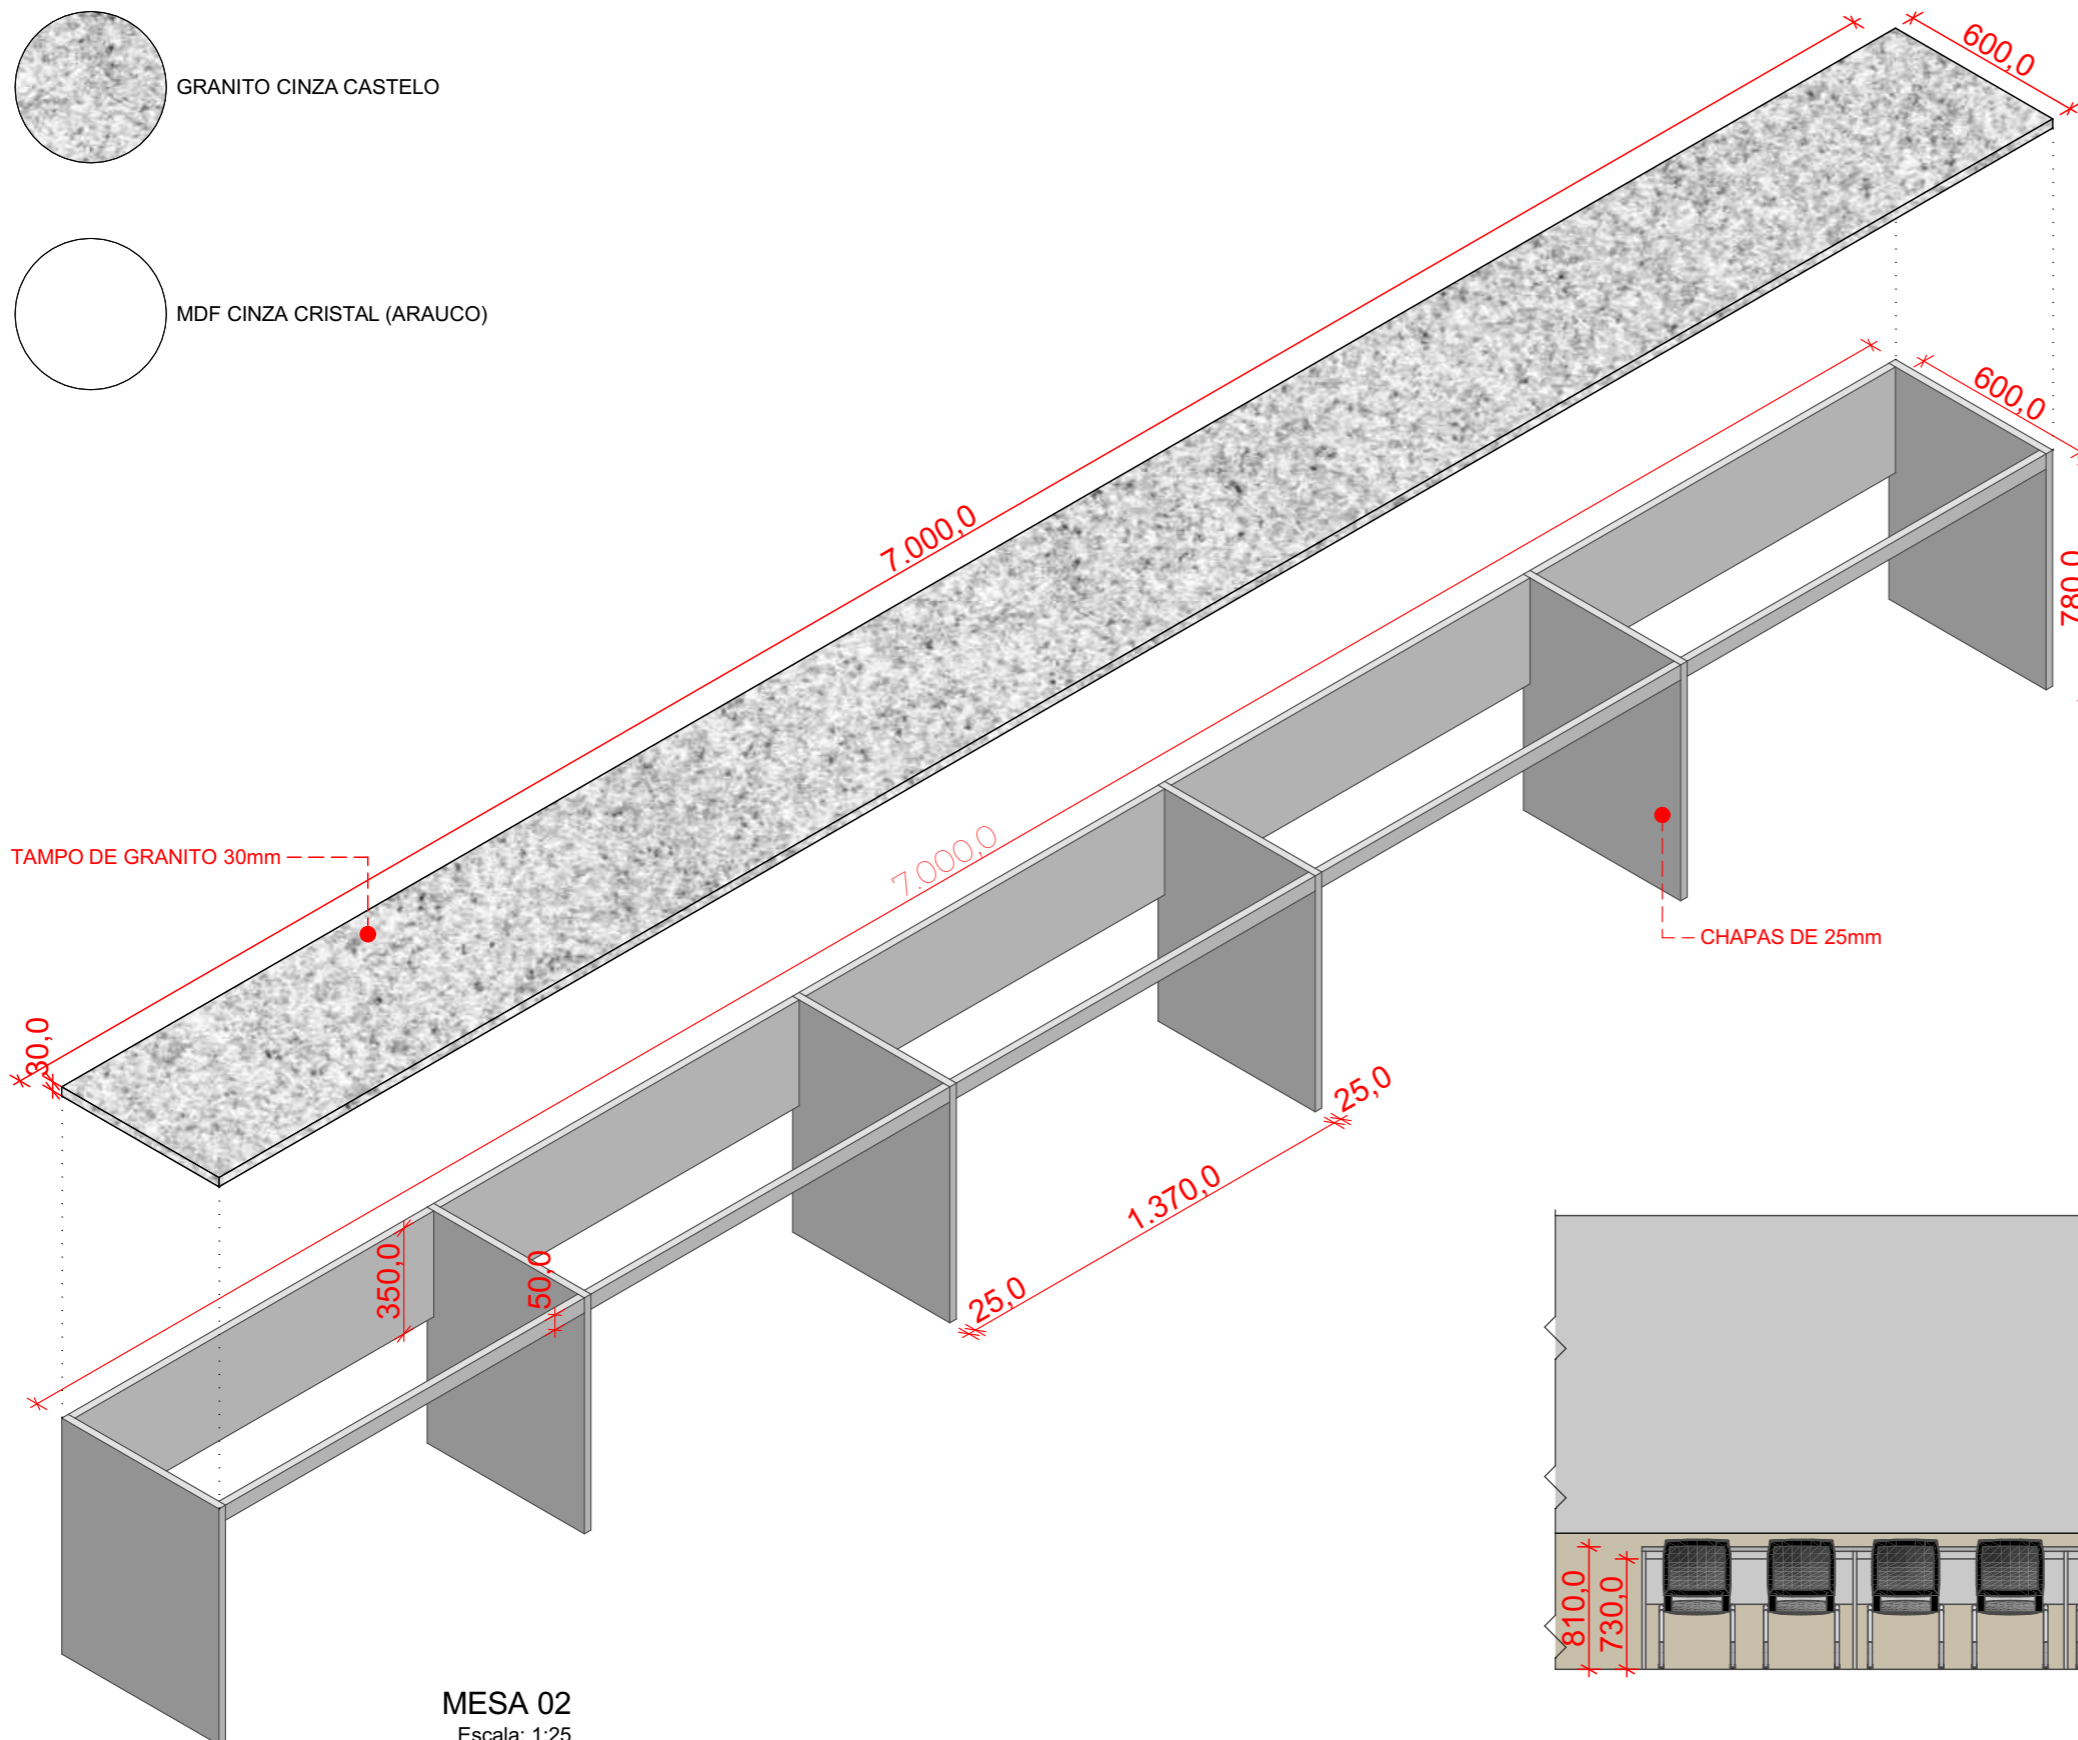 GRANITO CINZA CASTELO
MDF CINZA CRISTAL (ARAUCO)
600,0
7.000,0
600,0
780,0
7.000,0
TAMPO DE GRANITO 30mm
CHAPAS DE 25mm
30,0
25,0
1.370,0
25,0
350,0
50,0
810,0
730,0
MESA 02
Escala: 1:25